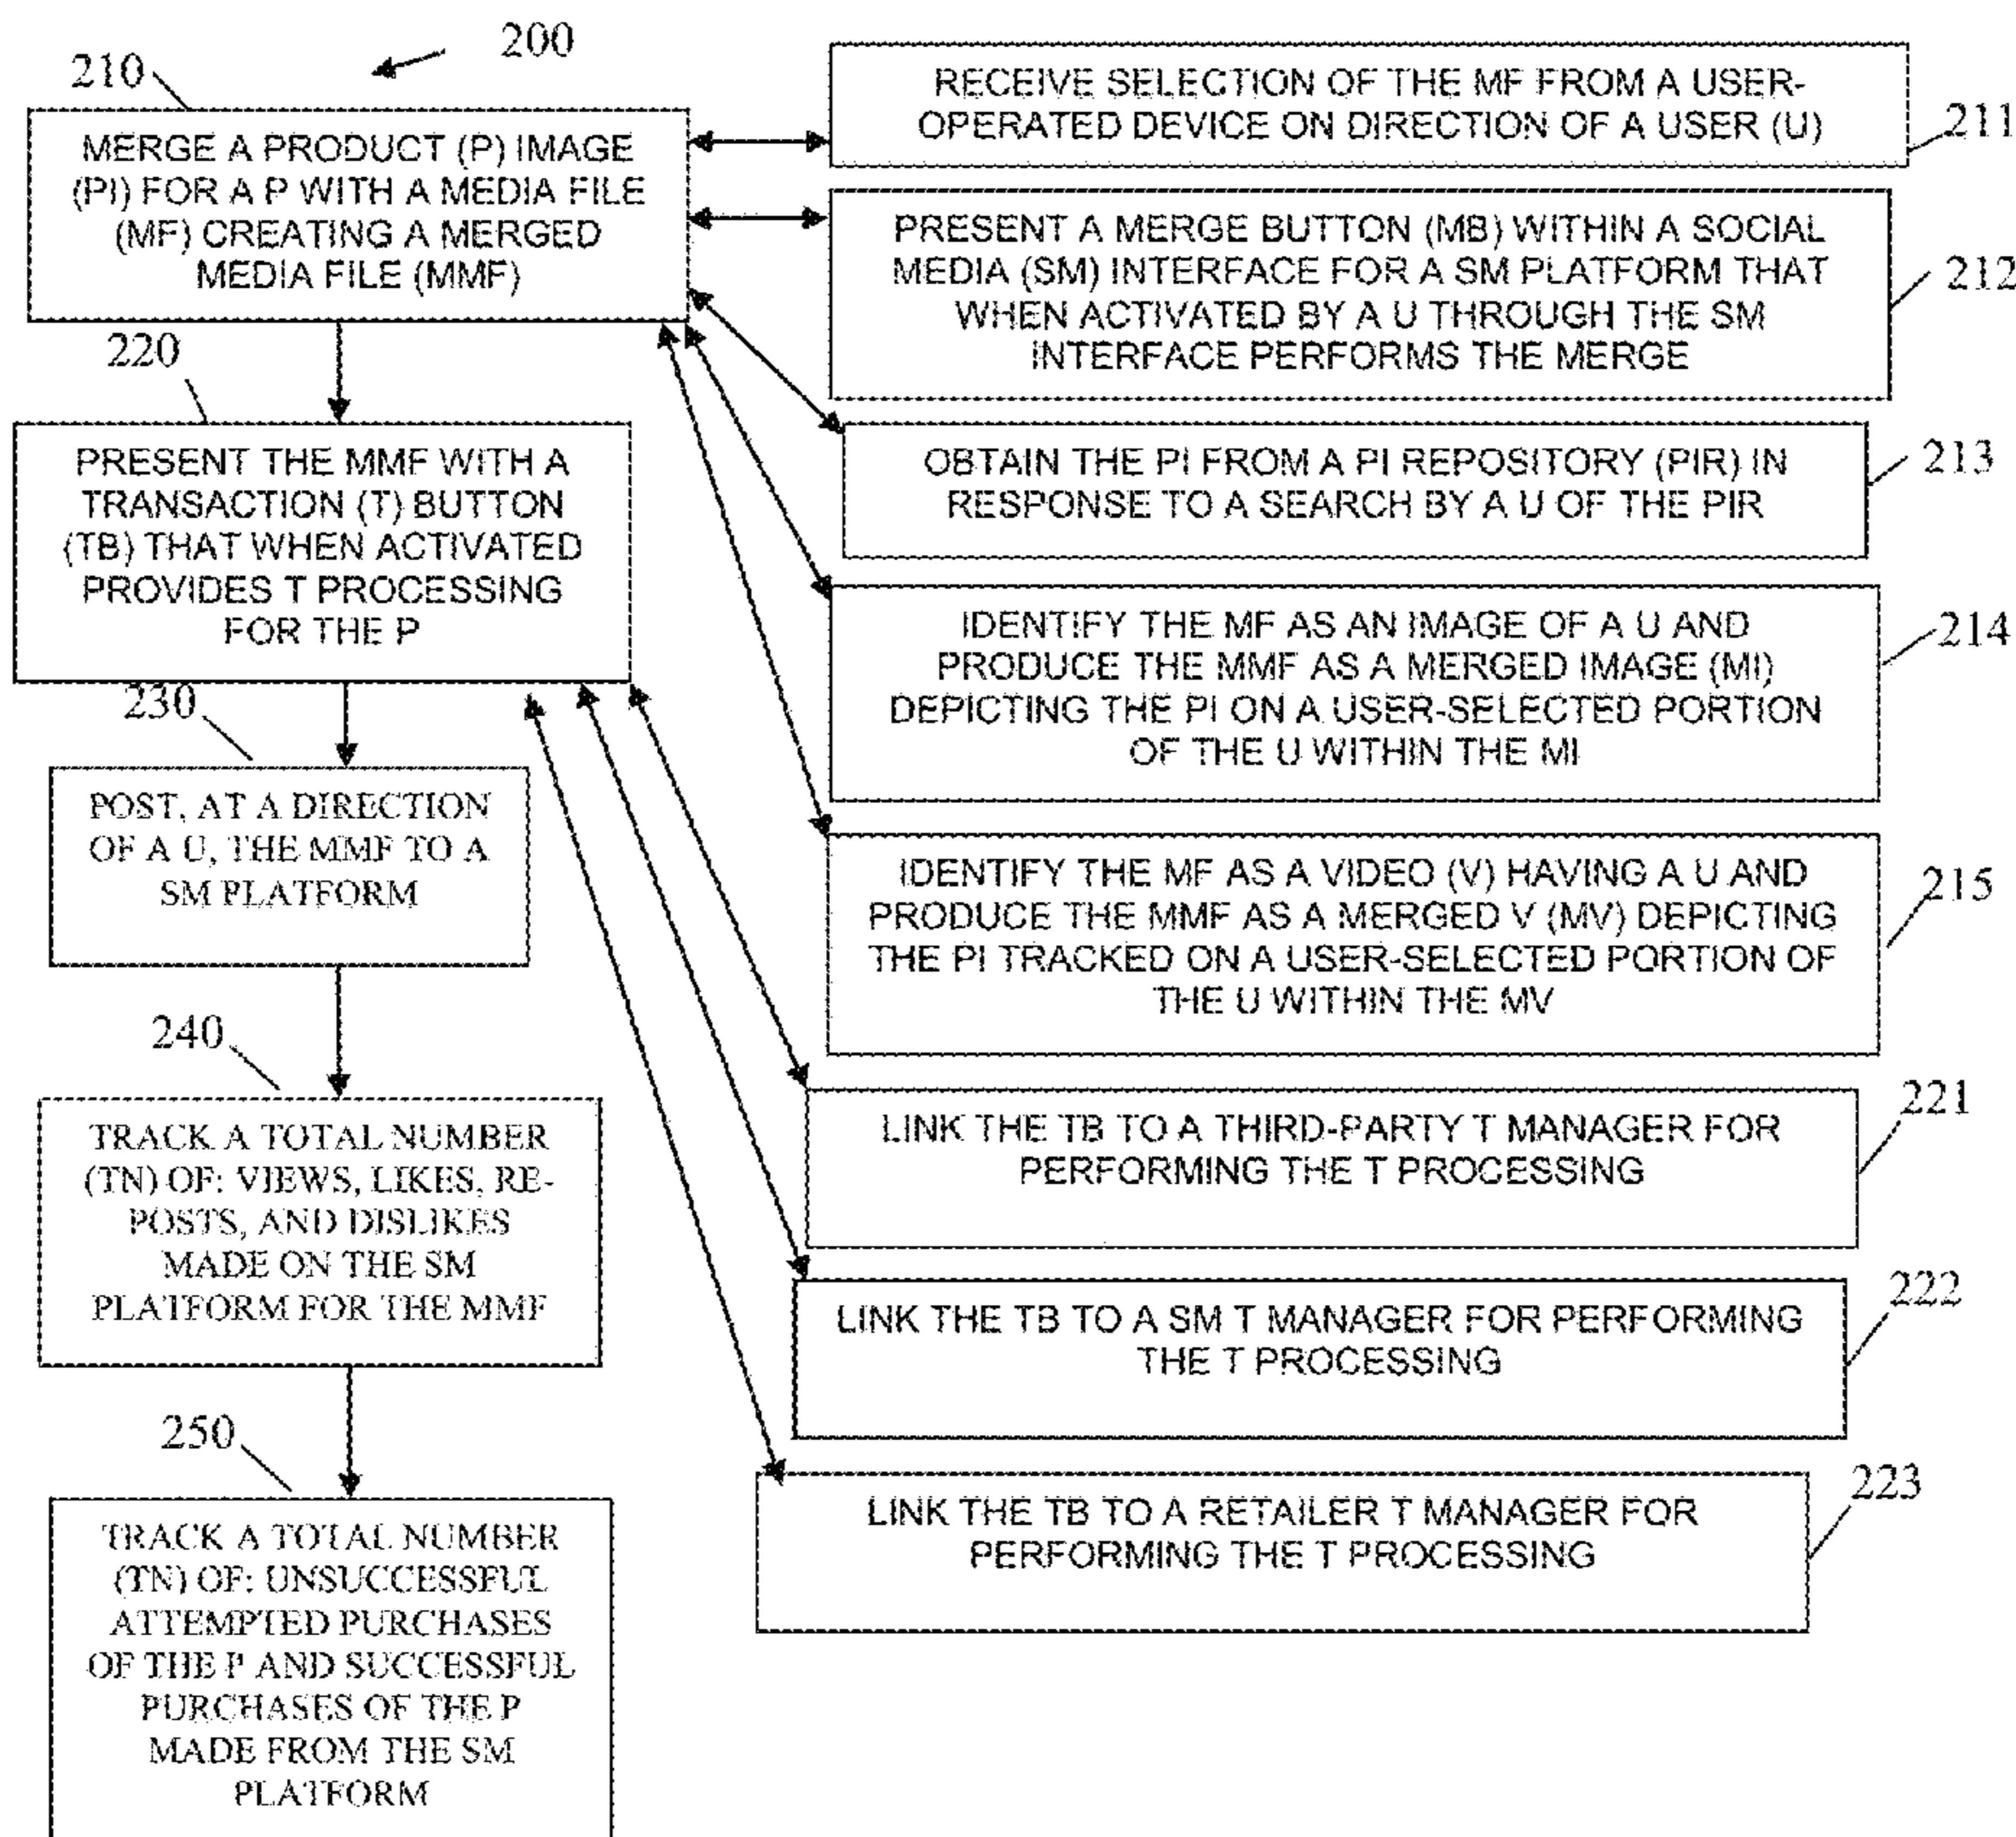 200
210
MERGE A PRODUCT (P) IMAGE
(PI) FOR A P WITH A MEDIA FILE
(MF) CREATING A MERGED
MEDIA FILE (MMF)
220
PRESENT THE MMF WITH A
TRANSACTION (T) BUTTON
(TB) THAT WHEN ACTIVATED
PROVIDES T PROCESSING
FOR THE P
230
POST, AT A DIRECTION
OF A U, THE MMF TO A
SM PLATFORM
240
TRACK A TOTAL NUMBER
(TN) OF: VIEWS, LIKES, RE-
POSTS, AND DISLIKES
MADE ON THE SM
PLATFORM FOR THE MMF
250
TRACK A TOTAL NUMBER
(TN) OF: UNSUCCESSFUL
ATTEMPTED PURCHASES
OF THE P AND SUCCESSFUL
PURCHASES OF THE P
MADE FROM THE SM
PLATFORM
RECEIVE SELECTION OF THE MF FROM A USER-
OPERATED DEVICE ON DIRECTION OF A USER (U)
211
PRESENT A MERGE BUTTON (MB) WITHIN A SOCIAL
MEDIA (SM) INTERFACE FOR A SM PLATFORM THAT
WHEN ACTIVATED BY A U THROUGH THE SM
INTERFACE PERFORMS THE MERGE
212
OBTAIN THE PI FROM A PI REPOSITORY (PIR) IN
RESPONSE TO A SEARCH BY A U OF THE PIR
213
IDENTIFY THE MF AS AN IMAGE OF A U AND
PRODUCE THE MMF AS A MERGED IMAGE (MI)
DEPICTING THE PI ON A USER-SELECTED PORTION
OF THE U WITHIN THE MI
214
IDENTIFY THE MF AS A VIDEO (V) HAVING A U AND
PRODUCE THE MMF AS A MERGED V (MV) DEPICTING
THE PI TRACKED ON A USER-SELECTED PORTION OF
THE U WITHIN THE MV
215
LINK THE TB TO A THIRD-PARTY T MANAGER FOR
PERFORMING THE T PROCESSING
221
LINK THE TB TO A SM T MANAGER FOR PERFORMING
THE T PROCESSING
222
LINK THE TB TO A RETAILER T MANAGER FOR
PERFORMING THE T PROCESSING
223